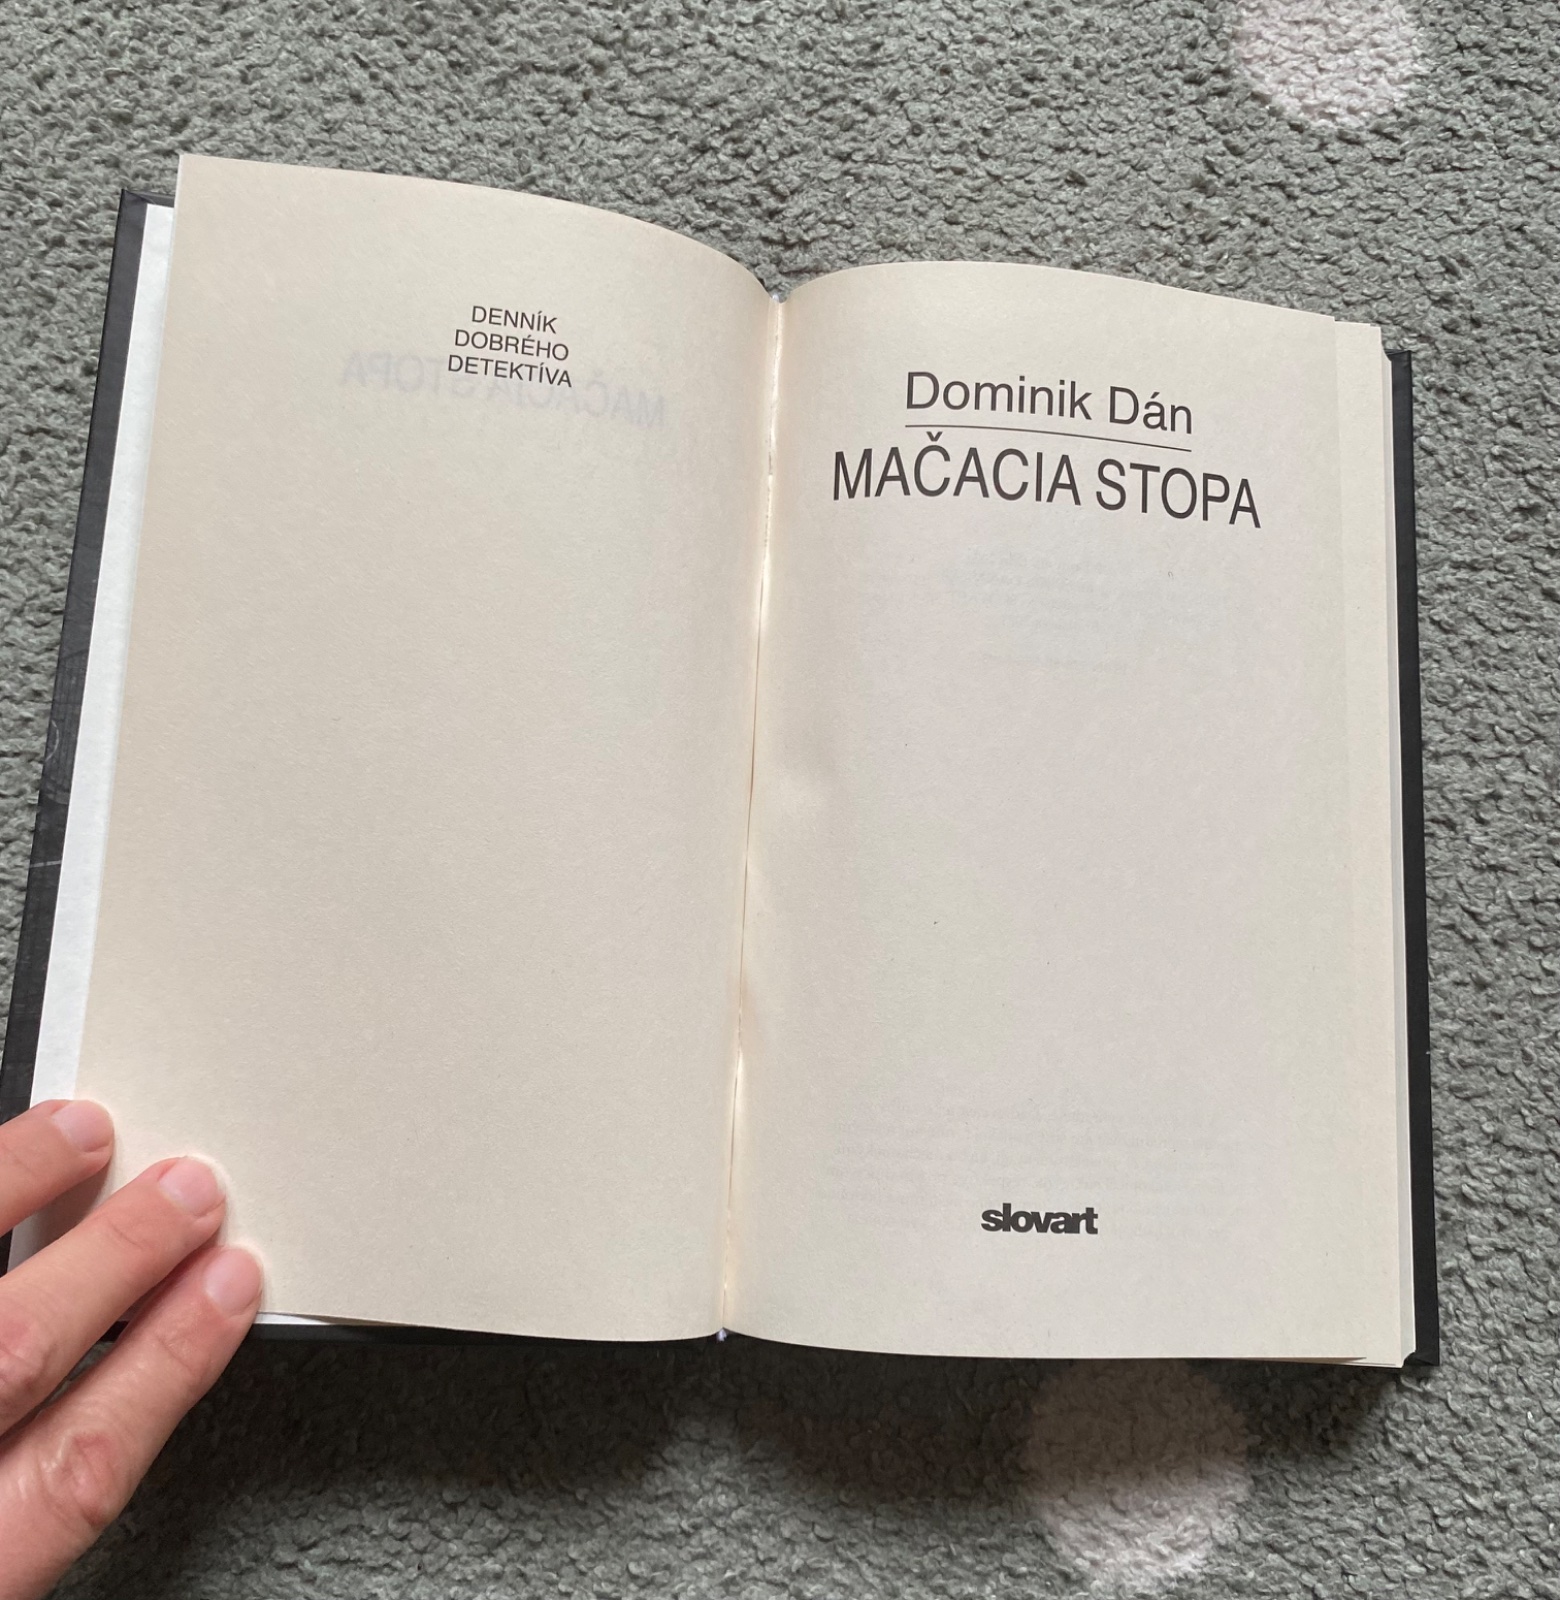 DENNÍK
DOBRÉHO
DETEKTÍVA
Dominik Dán
MAČACIA STOPA
slovart